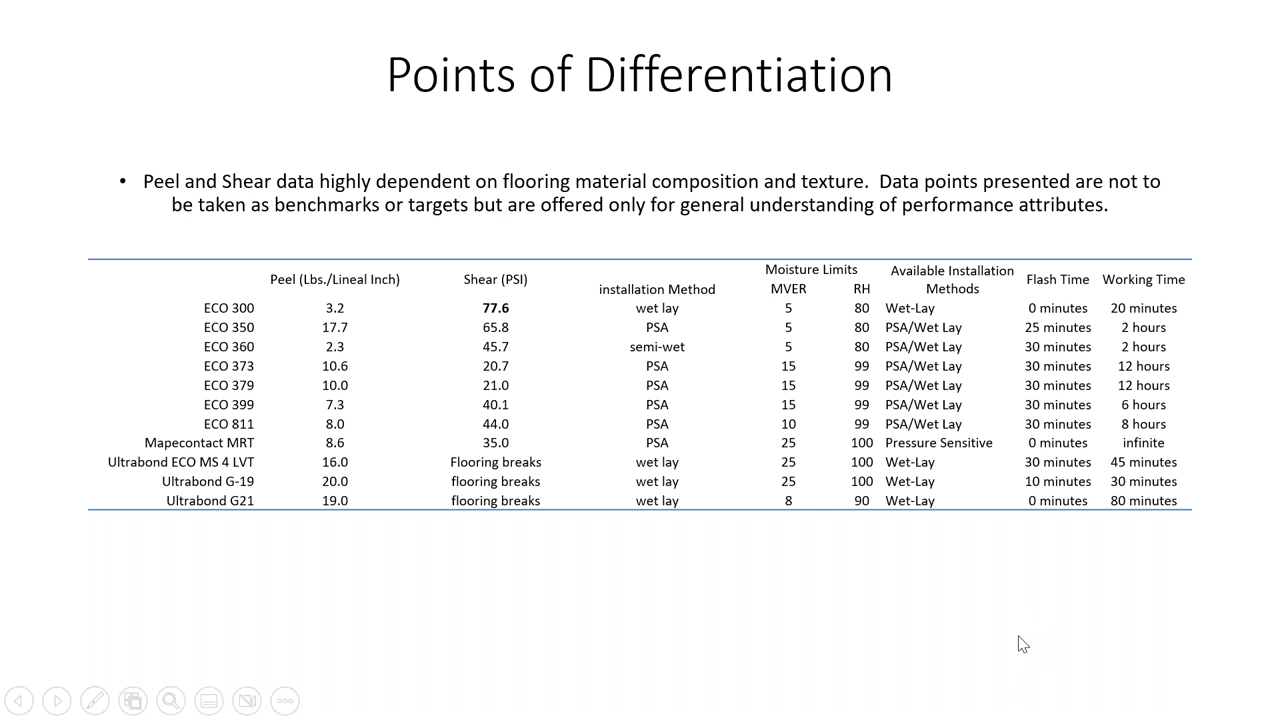 Points of Differentiation
• Peel and Shear data highly dependent on flooring material composition and texture.  Data points presented are not to
be taken as benchmarks or targets but are offered only for general understanding of performance attributes.
Peel (Lbs./Lineal Inch) Shear (PSI) installation Method Moisture Limits Available Installation Methods Flash Time Working Time
MVER RH
ECO 300 3.2 77.6 wet lay 5 80 Wet-Lay 0 minutes 20 minutes
ECO 350 17.7 65.8 PSA 5 80 PSA/Wet Lay 25 minutes 2 hours
ECO 360 2.3 45.7 semi-wet 5 80 PSA/Wet Lay 30 minutes 2 hours
ECO 373 10.6 20.7 PSA 15 99 PSA/Wet Lay 30 minutes 12 hours
ECO 379 10.0 21.0 PSA 15 99 PSA/Wet Lay 30 minutes 12 hours
ECO 399 7.3 40.1 PSA 15 99 PSA/Wet Lay 30 minutes 6 hours
ECO 811 8.0 44.0 PSA 10 99 PSA/Wet Lay 30 minutes 8 hours
Mapecontact MRT 8.6 35.0 PSA 25 100 Pressure Sensitive 0 minutes infinite
Ultrabond ECO MS 4 LVT 16.0 Flooring breaks wet lay 25 100 Wet-Lay 30 minutes 45 minutes
Ultrabond G-19 20.0 flooring breaks wet lay 25 100 Wet-Lay 10 minutes 30 minutes
Ultrabond G21 19.0 flooring breaks wet lay 8 90 Wet-Lay 0 minutes 80 minutes